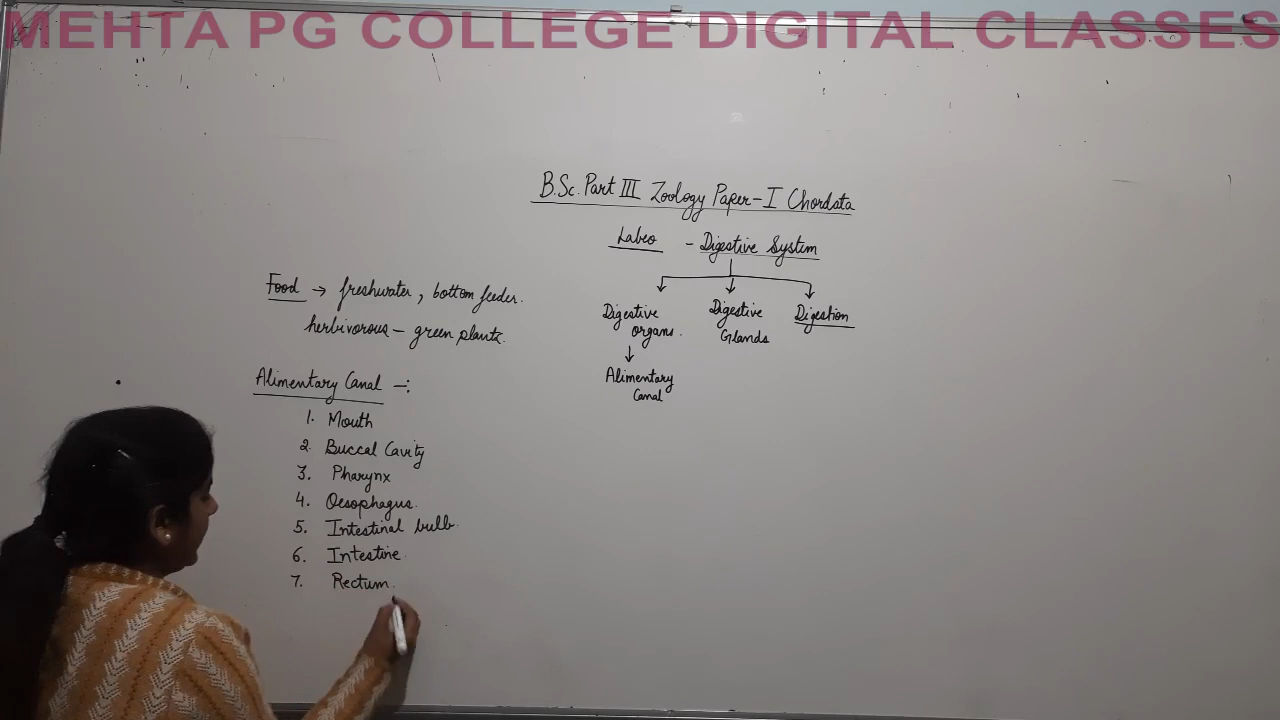 MEHTA PG COLLEGE DIGITAL CLASSES
B.Sc. Part III Zoology Paper-I Chordata
Labeo - Digestive System
Digestive organs.
Digestive Glands
Digestion
Alimentary Canal
Food → freshwater, bottom feeder.
herbivorous - green plants.
Alimentary Canal -:
1. Mouth
2. Buccal Cavity
3. Pharynx
4. Oesophagus.
5. Intestinal bulb.
6. Intestine.
7. Rectum.